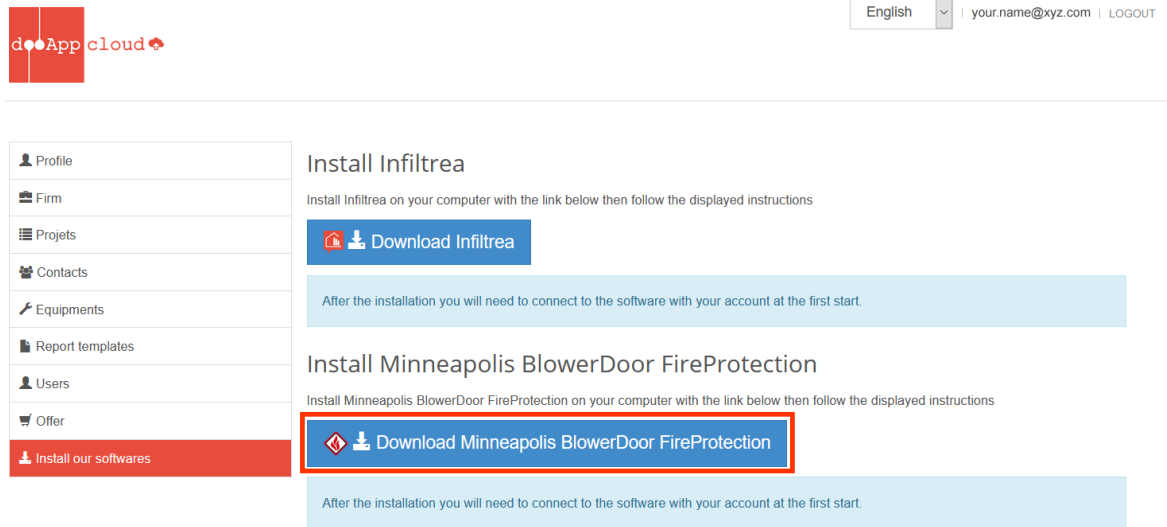 English
your.name@xyz.com
LOGOUT
dooApp cloud
Profile
Firm
Projets
Contacts
Equipments
Report templates
Users
Offer
Install our softwares
Install Infiltrea
Install Infiltrea on your computer with the link below then follow the displayed instructions
Download Infiltrea
After the installation you will need to connect to the software with your account at the first start.
Install Minneapolis BlowerDoor FireProtection
Install Minneapolis BlowerDoor FireProtection on your computer with the link below then follow the displayed instructions
Download Minneapolis BlowerDoor FireProtection
After the installation you will need to connect to the software with your account at the first start.